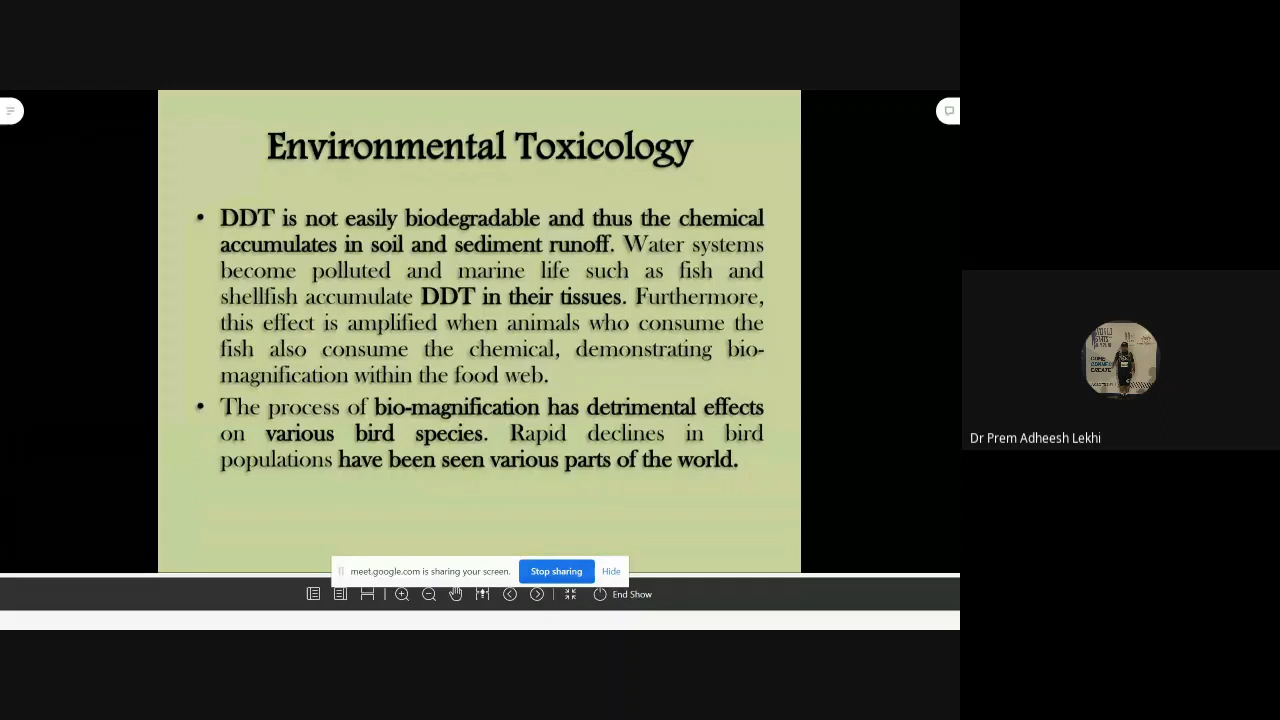 Environmental Toxicology
• DDT is not easily biodegradable and thus the chemical
accumulates in soil and sediment runoff. Water systems
become polluted and marine life such as fish and
shellfish accumulate DDT in their tissues. Furthermore,
this effect is amplified when animals who consume the
fish also consume the chemical, demonstrating bio-
magnification within the food web.
• The process of bio-magnification has detrimental effects
on various bird species. Rapid declines in bird
populations have been seen various parts of the world.
meet.google.com is sharing your screen. Stop sharing Hide
End Show
Dr Prem Adheesh Lekhi